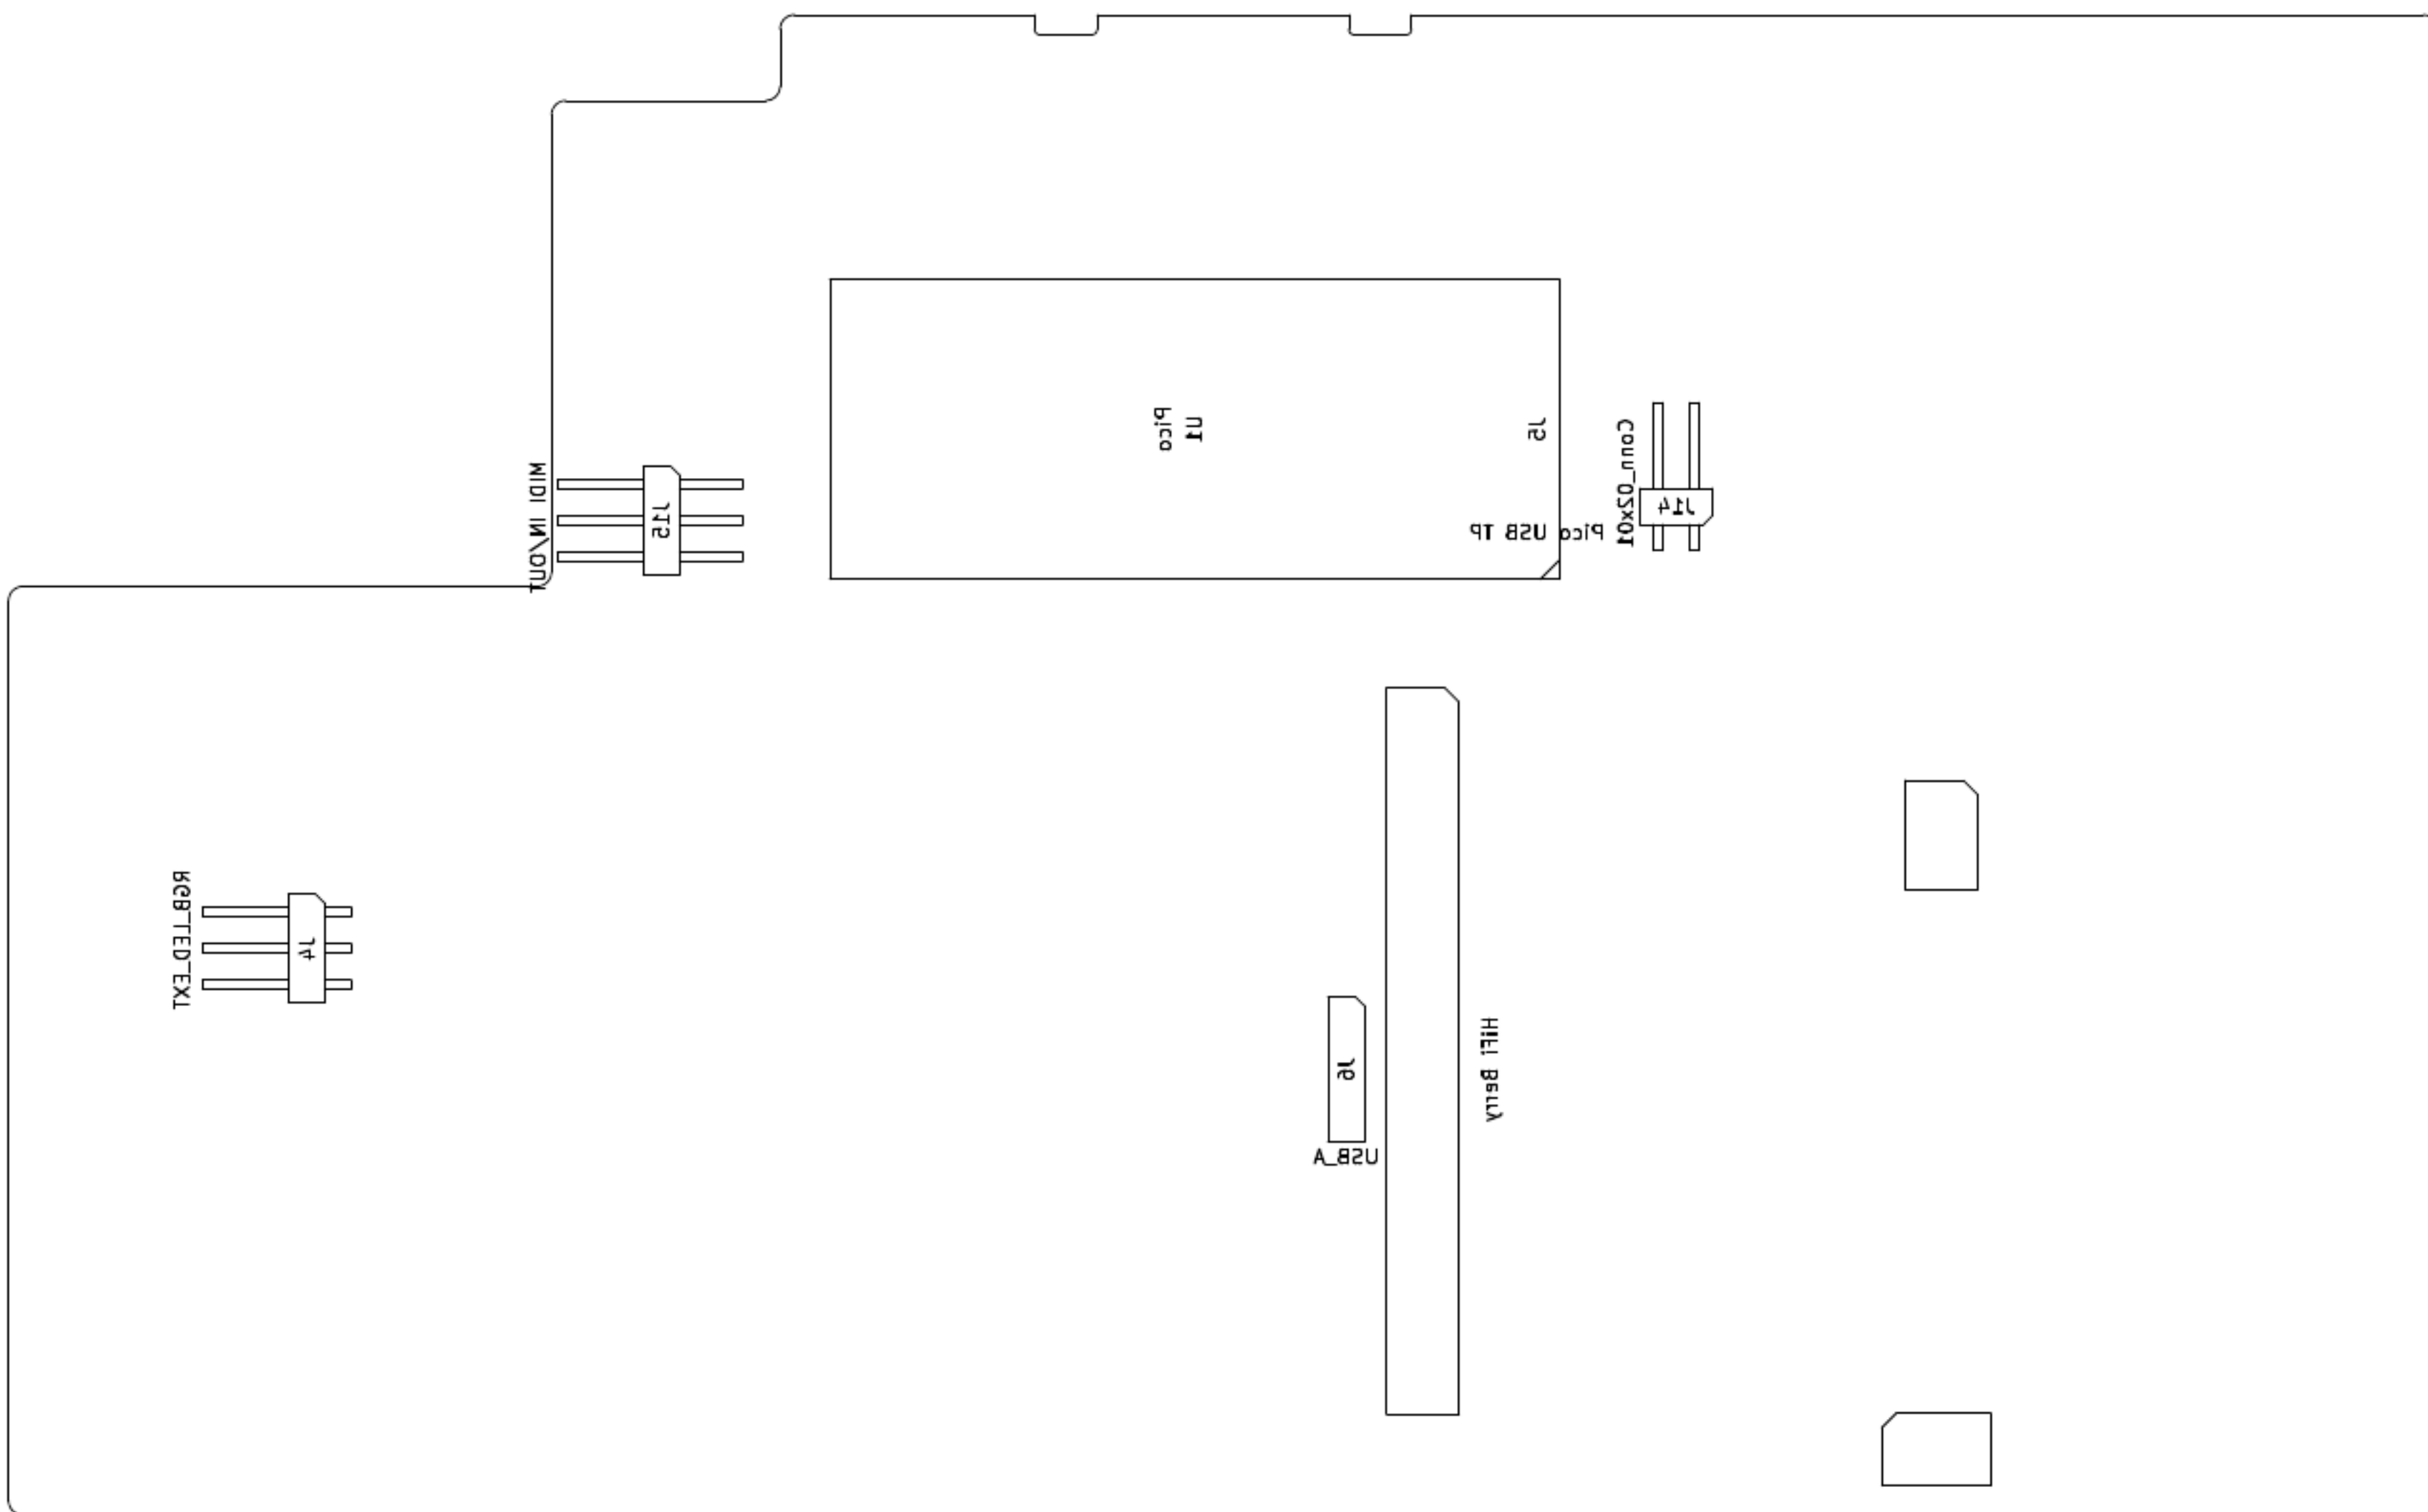 Pico
U1
J5
Conn_02x01
J14
MIDI IN/OUT
J15
Pico USB TP
RGB_LED_EXT
J4
HiFi Berry
J6
USB_A